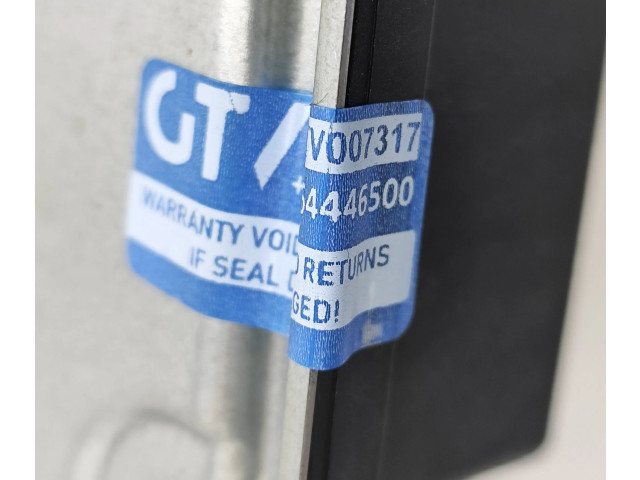 GT
VO07317
4446500
WARRANTY VOI RETURNS
IF SEAL GED!